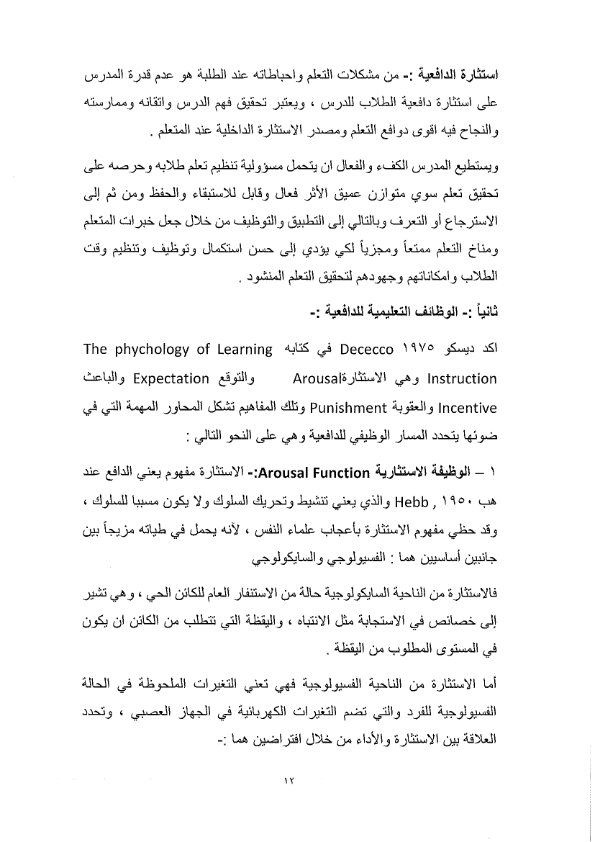 استثارة الدافعية :- من مشكلات التعلم واحباطاته عند الطلبة هو عدم قدرة المدرس
على استثارة دافعية الطلاب للدرس ، ويعتبر تحقيق فهم الدرس واتقانه وممارسته
والنجاح فيه اقوى دوافع التعلم ومصدر الاستثارة الداخلية عند المتعلم .
ويستطيع المدرس الكفء والفعال ان يتحمل مسؤولية تنظيم تعلم طلابه وحرصه على
تحقيق تعلم سوي متوازن عميق الأثر فعال وقابل للاستبقاء والحفظ ومن ثم إلى
الاسترجاع أو التعرف وبالتالي إلى التطبيق والتوظيف من خلال جعل خبرات المتعلم
ومناخ التعلم ممتعاً ومجزياً لكي يؤدي إلى حسن استكمال وتوظيف وتنظيم وقت
الطلاب وامكاناتهم وجهودهم لتحقيق التعلم المنشود .
ثانياً :- الوظائف التعليمية للدافعية :-
اكد ديسكو ١٩٧٥ Dececco في كتابه The phychology of Learning
Instruction وهي الاستثارةArousal والتوقع Expectation والباعث
Incentive والعقوبة Punishment وتلك المفاهيم تشكل المحاور المهمة التي في
ضوئها يتحدد المسار الوظيفي للدافعية وهي على النحو التالي :
١ – الوظيفة الاستثارية Arousal Function:- الاستثارة مفهوم يعني الدافع عند
هب ١٩٥٠ , Hebb والذي يعني تنشيط وتحريك السلوك ولا يكون مسببا للسلوك ،
وقد حظي مفهوم الاستثارة بأعجاب علماء النفس ، لأنه يحمل في طياته مزيجاً بين
جانبين أساسيين هما : الفسيولوجي والسايكولوجي
فالاستثارة من الناحية السايكولوجية حالة من الاستنفار العام للكائن الحي ، وهي تشير
إلى خصائص في الاستجابة مثل الانتباه ، واليقظة التي تتطلب من الكائن ان يكون
في المستوى المطلوب من اليقظة .
أما الاستثارة من الناحية الفسيولوجية فهي تعني التغيرات الملحوظة في الحالة
الفسيولوجية للفرد والتي تضم التغيرات الكهربائية في الجهاز العصبي ، وتحدد
العلاقة بين الاستثارة والأداء من خلال افتراضين هما :-
١٢